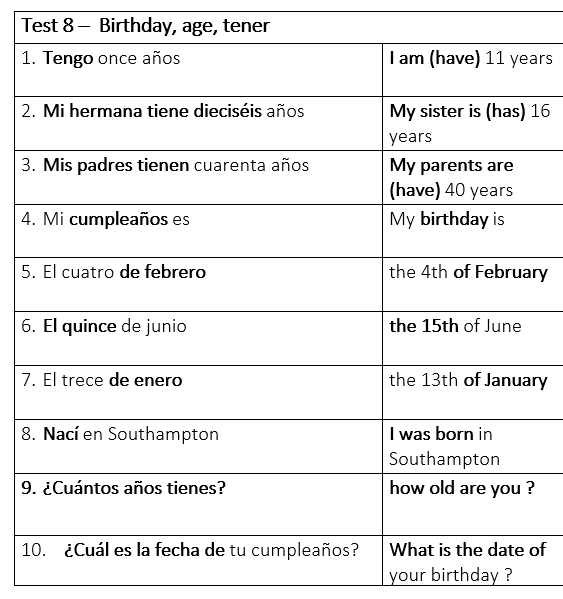 Test 8 – Birthday, age, tener
1. Tengo once años
I am (have) 11 years
2. Mi hermana tiene dieciséis años
My sister is (has) 16
years
3. Mis padres tienen cuarenta años
My parents are
(have) 40 years
4. Mi cumpleaños es
My birthday is
5. El cuatro de febrero
the 4th of February
6. El quince de junio
the 15th of June
7. El trece de enero
the 13th of January
8. Nací en Southampton
I was born in
Southampton
9. ¿Cuántos años tienes?
how old are you ?
10. ¿Cuál es la fecha de tu cumpleaños?
What is the date of
your birthday ?